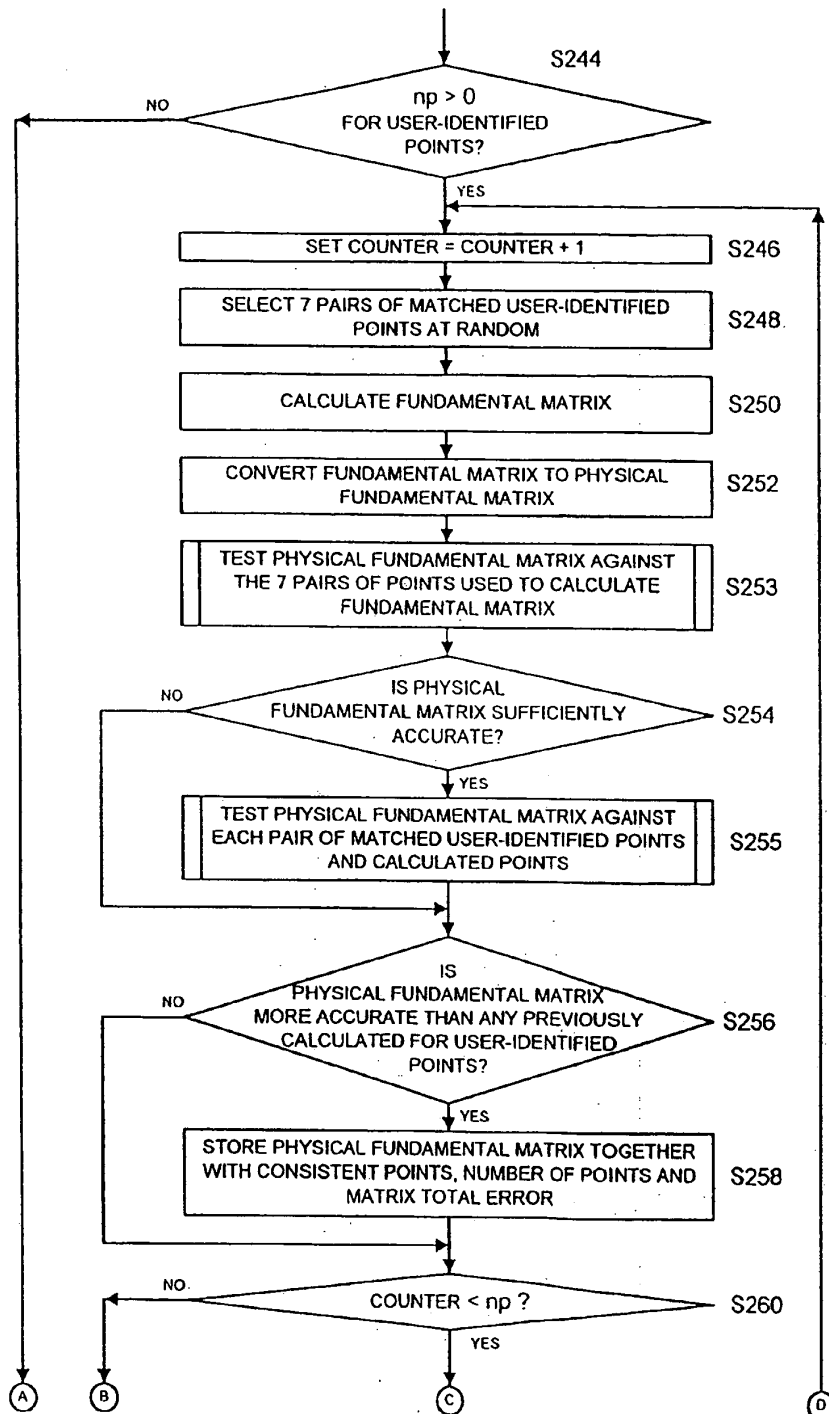 S244
np > 0
FOR USER-IDENTIFIED
POINTS?
NO
YES
SET COUNTER = COUNTER + 1
S246
SELECT 7 PAIRS OF MATCHED USER-IDENTIFIED
POINTS AT RANDOM
S248
CALCULATE FUNDAMENTAL MATRIX
S250
CONVERT FUNDAMENTAL MATRIX TO PHYSICAL
FUNDAMENTAL MATRIX
S252
TEST PHYSICAL FUNDAMENTAL MATRIX AGAINST
THE 7 PAIRS OF POINTS USED TO CALCULATE
FUNDAMENTAL MATRIX
S253
NO
IS PHYSICAL
FUNDAMENTAL MATRIX SUFFICIENTLY
ACCURATE?
S254
YES
TEST PHYSICAL FUNDAMENTAL MATRIX AGAINST
EACH PAIR OF MATCHED USER-IDENTIFIED POINTS
AND CALCULATED POINTS
S255
NO
IS
PHYSICAL FUNDAMENTAL MATRIX
MORE ACCURATE THAN ANY PREVIOUSLY
CALCULATED FOR USER-IDENTIFIED
POINTS?
S256
YES
STORE PHYSICAL FUNDAMENTAL MATRIX TOGETHER
WITH CONSISTENT POINTS, NUMBER OF POINTS AND
MATRIX TOTAL ERROR
S258
NO
COUNTER < np ?
S260
YES
A
B
C
D